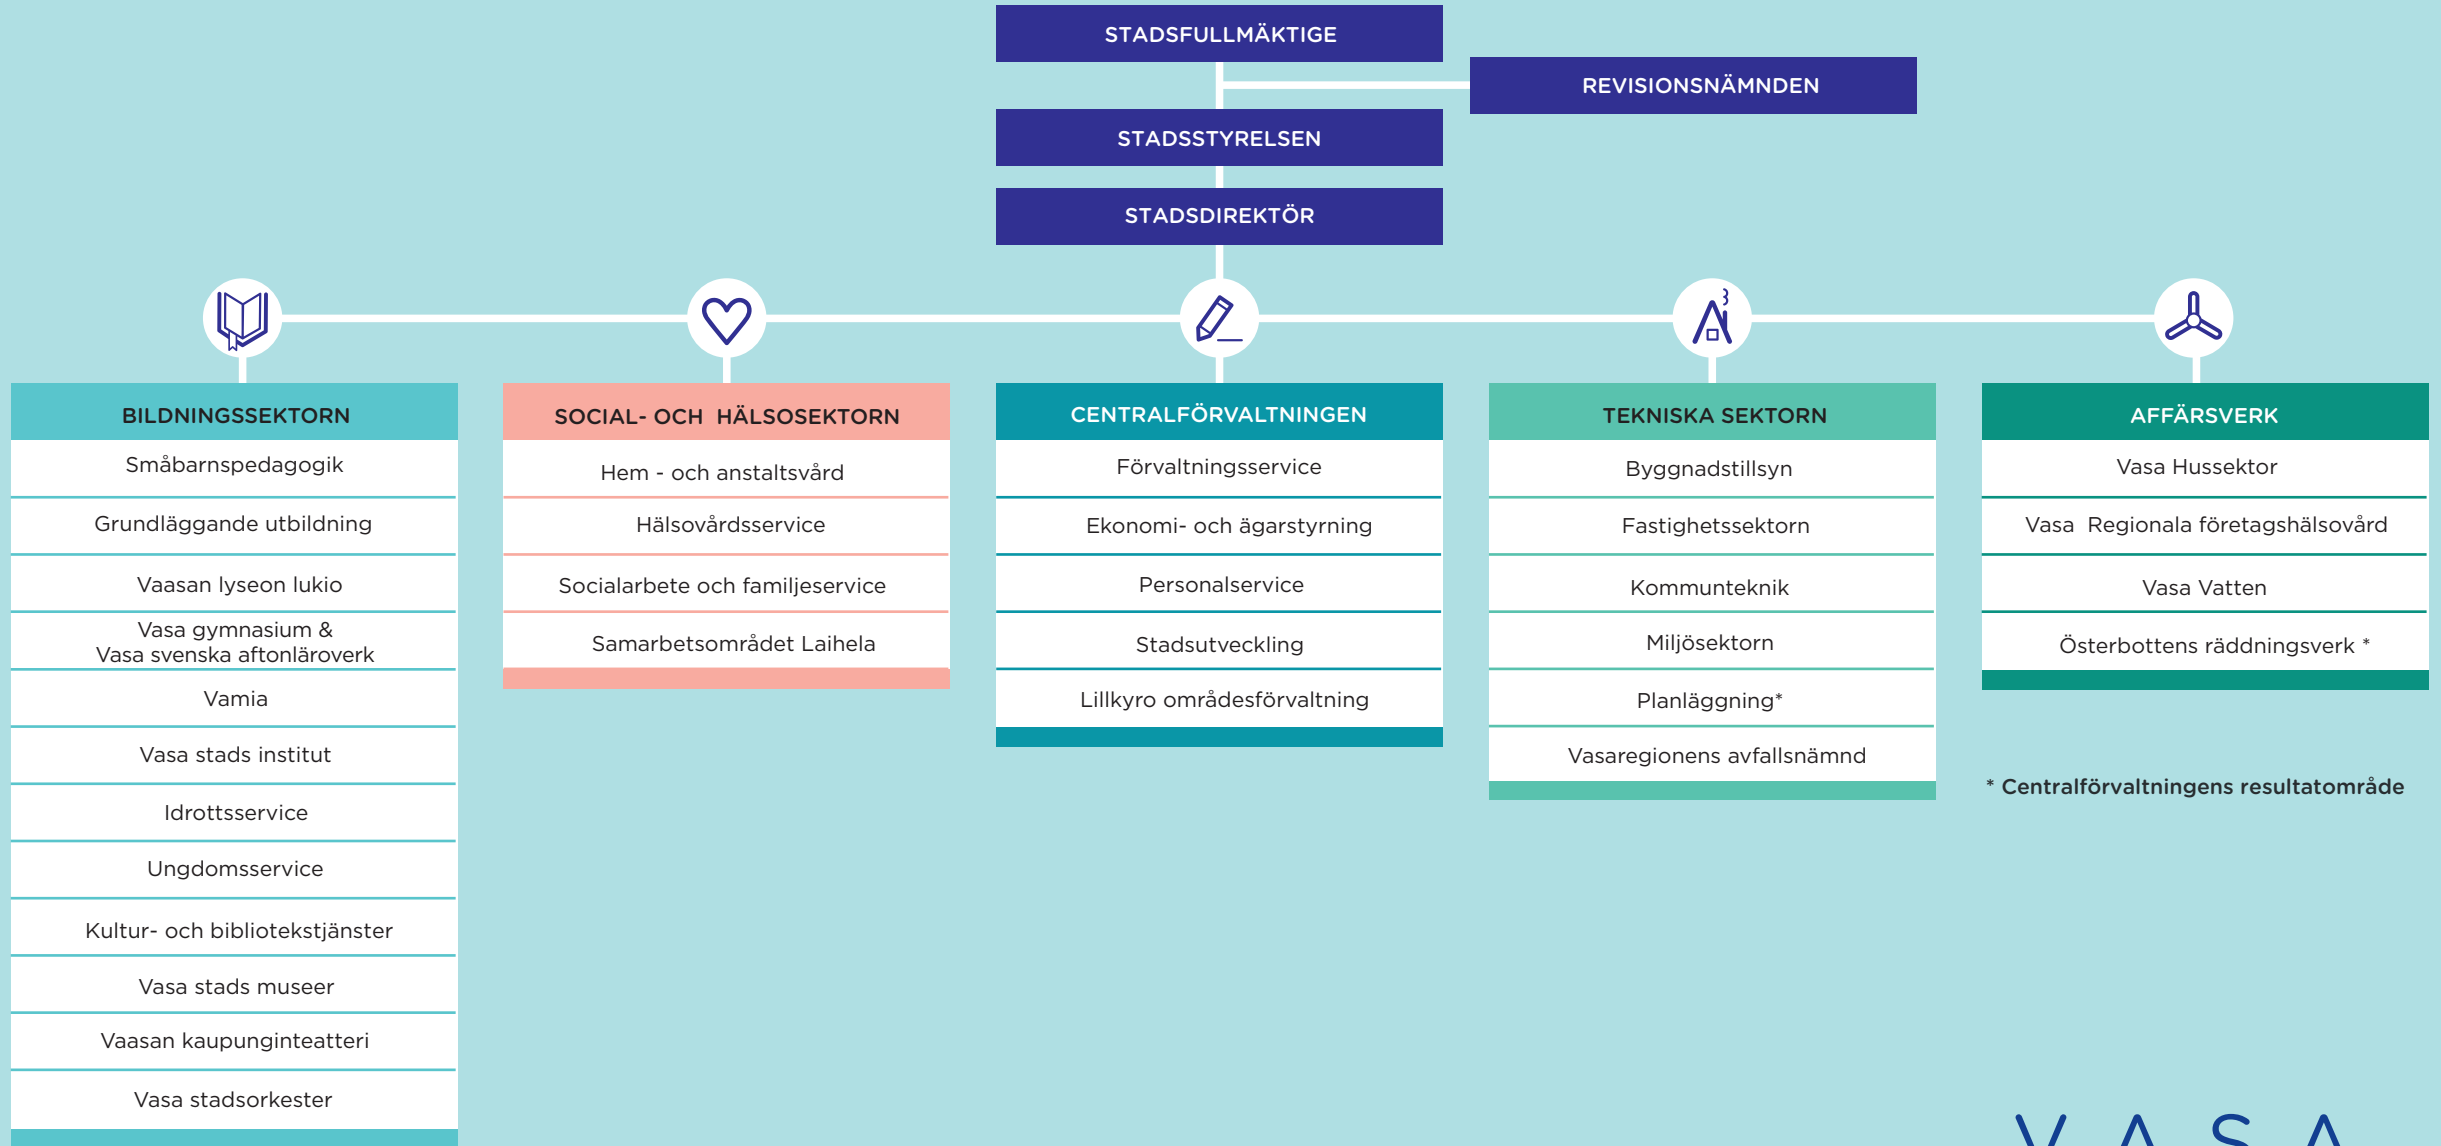 STADSFULLMÄKTIGE
REVISIONSNÄMNDEN
STADSSTYRELSEN
STADSDIREKTÖR
BILDNINGSSEKTORN
Småbarnspedagogik
Grundläggande utbildning
Vaasan lyseon lukio
Vasa gymnasium &
Vasa svenska aftonläroverk
Vamia
Vasa stads institut
Idrottsservice
Ungdomsservice
Kultur- och bibliotekstjänster
Vasa stads museer
Vaasan kaupunginteatteri
Vasa stadsorkester
SOCIAL- OCH HÄLSOSEKTORN
Hem - och anstaltsvård
Hälsovårdsservice
Socialarbete och familjeservice
Samarbetsområdet Laihela
CENTRALFÖRVALTNINGEN
Förvaltningsservice
Ekonomi- och ägarstyrning
Personalservice
Stadsutveckling
Lillkyro områdesförvaltning
TEKNISKA SEKTORN
Byggnadstillsyn
Fastighetssektorn
Kommunteknik
Miljösektorn
Planläggning*
Vasaregionens avfallsnämnd
AFFÄRSVERK
Vasa Hussektor
Vasa Regionala företagshälsovård
Vasa Vatten
Österbottens räddningsverk *
* Centralförvaltningens resultatområde
VASA